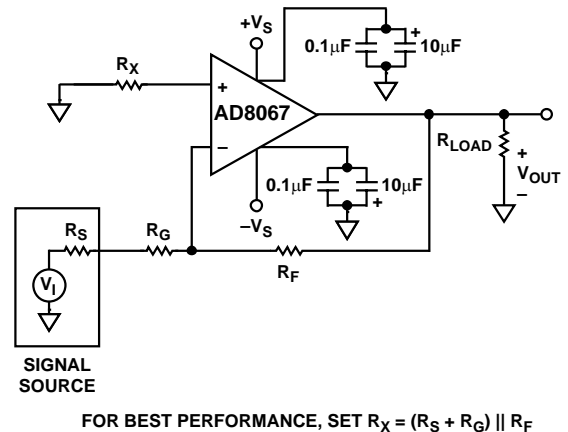 +VS
0.1µF
+
10µF
RX
+
AD8067
–
RLOAD
+
VOUT
–
0.1µF
10µF
+
–VS
RS
RG
RF
VI
SIGNAL
SOURCE
FOR BEST PERFORMANCE, SET RX = (RS + RG) || RF